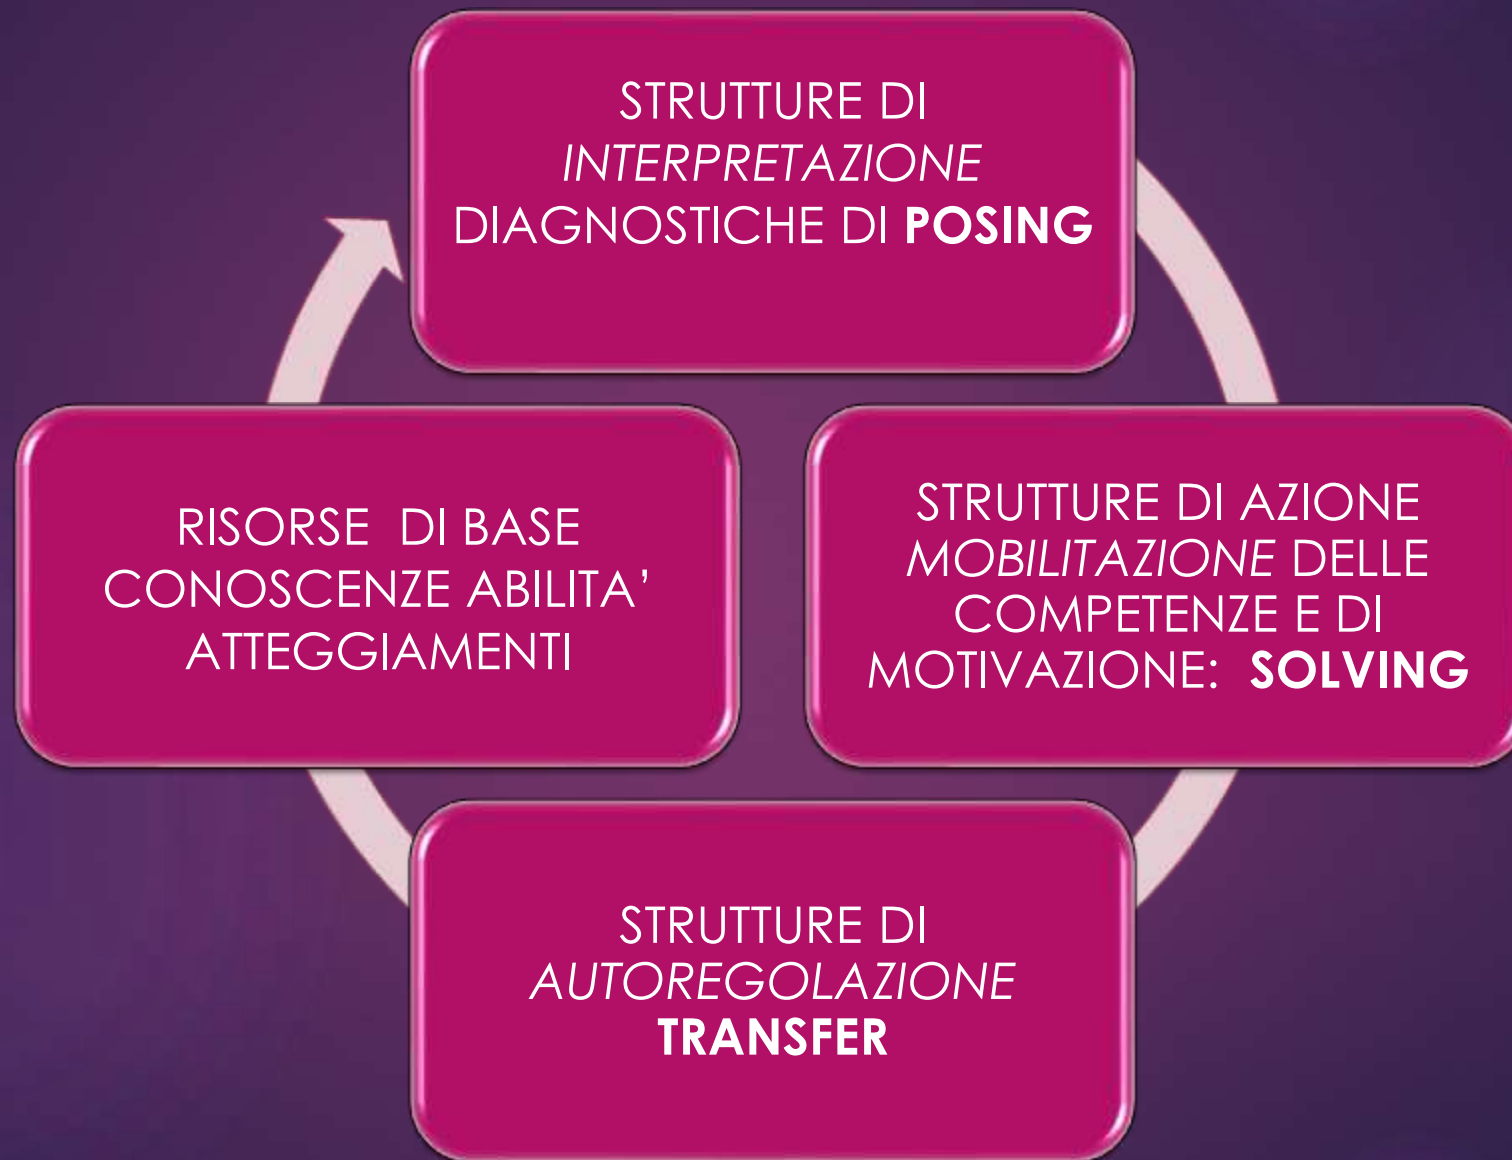 STRUTTURE DI
INTERPRETAZIONE
DIAGNOSTICHE DI POSING
RISORSE DI BASE
CONOSCENZE ABILITA’
ATTEGGIAMENTI
STRUTTURE DI AZIONE
MOBILITAZIONE DELLE
COMPETENZE E DI
MOTIVAZIONE: SOLVING
STRUTTURE DI
AUTOREGOLAZIONE
TRANSFER